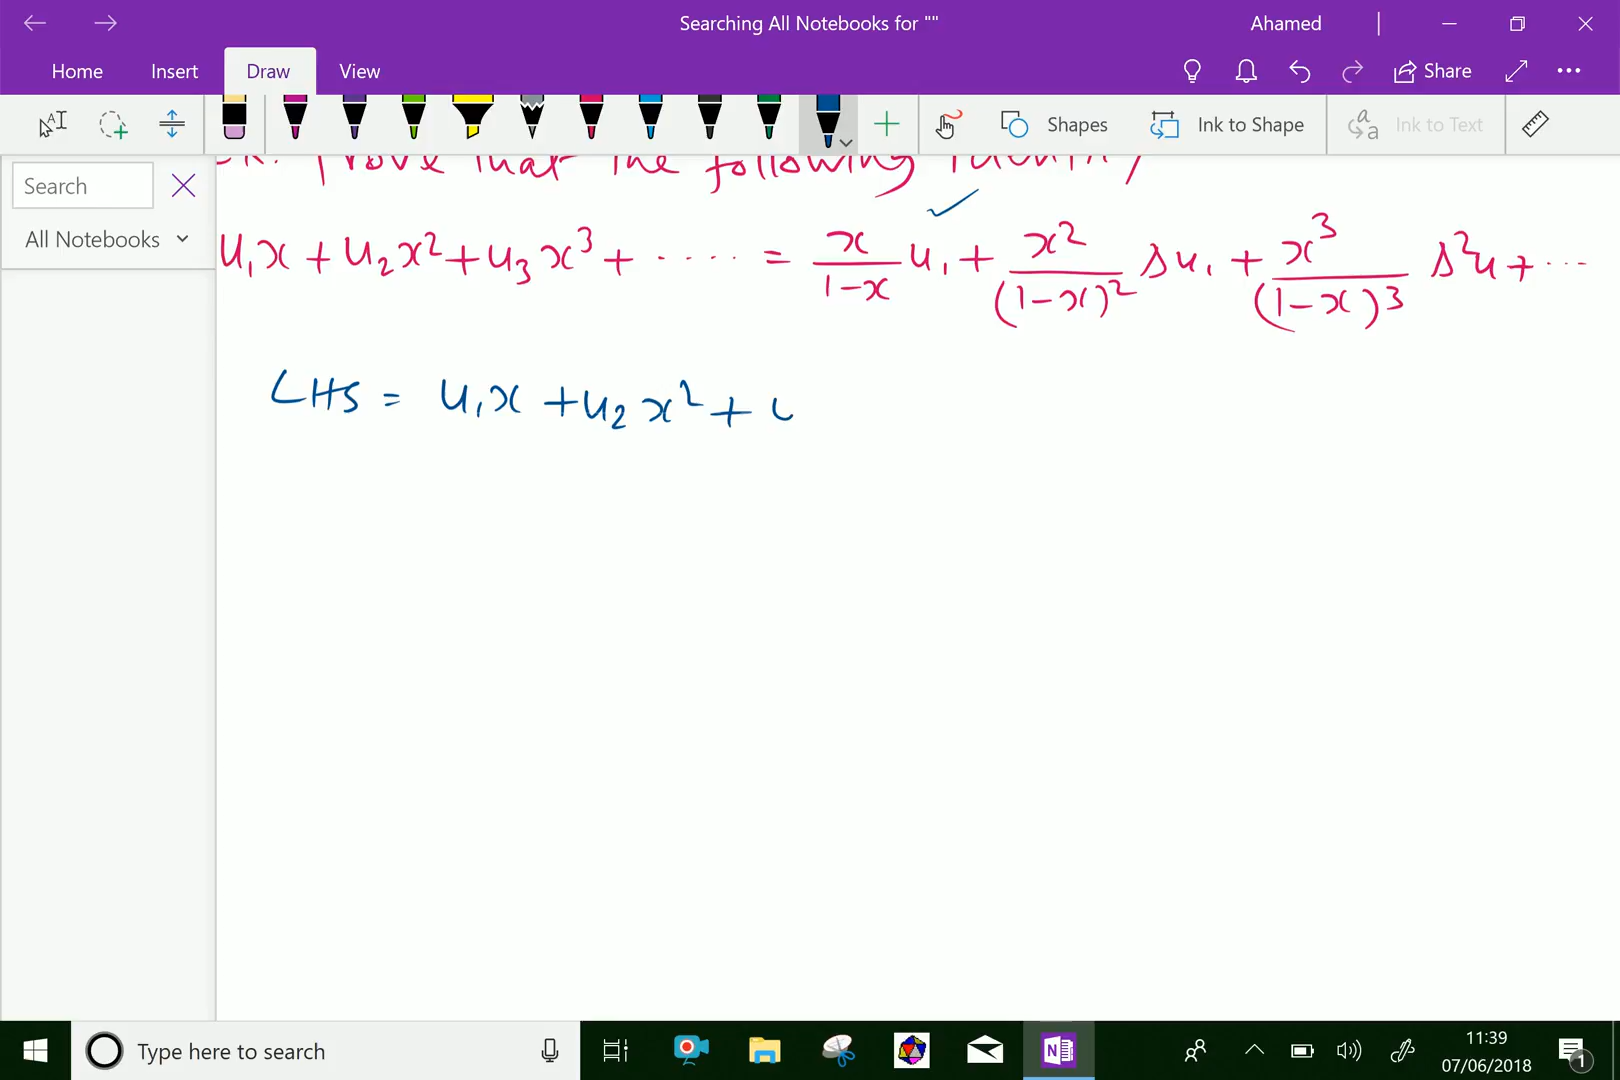 Searching All Notebooks for ""
Ahamed
Home Insert Draw View
Share
Shapes Ink to Shape Ink to Text
Search
All Notebooks
Prove that the following identity
u₁x + u₂x² + u₃x³ + ····· = x/(1-x) u₁ + x²/(1-x)² Δu₁ + x³/(1-x)³ Δ²u + ···
LHS = u₁x + u₂x² + u
Type here to search
11:39
07/06/2018
1